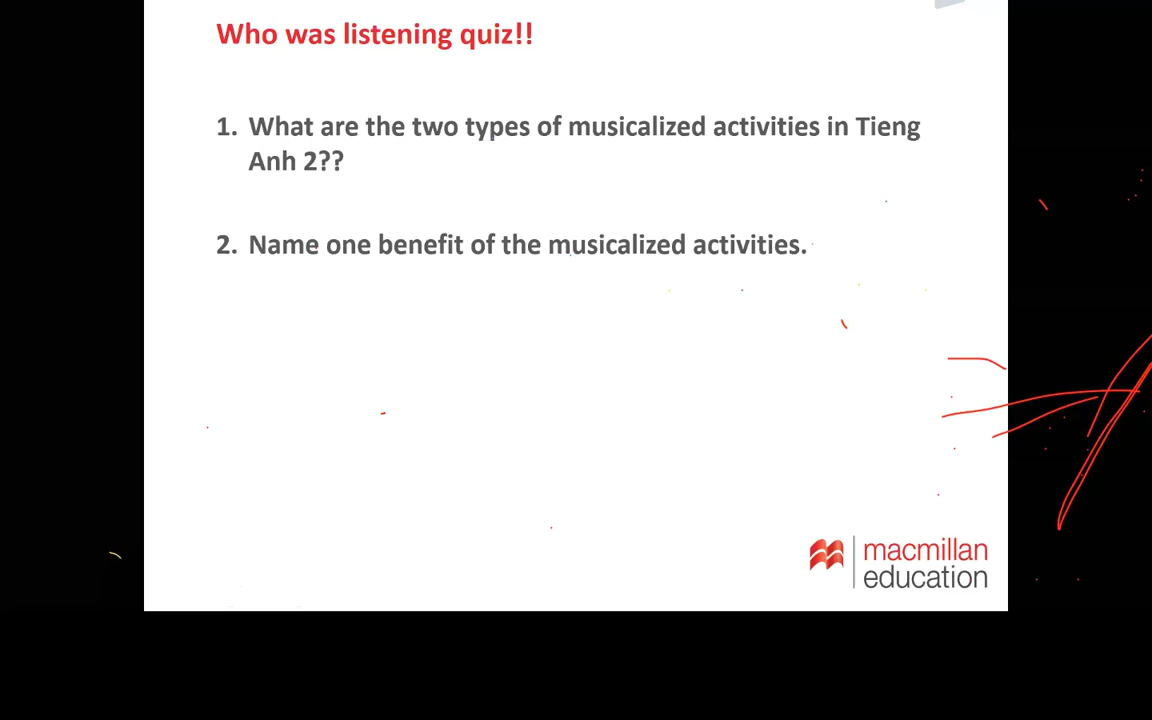 Who was listening quiz!!
1. What are the two types of musicalized activities in Tieng
Anh 2??
2. Name one benefit of the musicalized activities.
macmillan
education